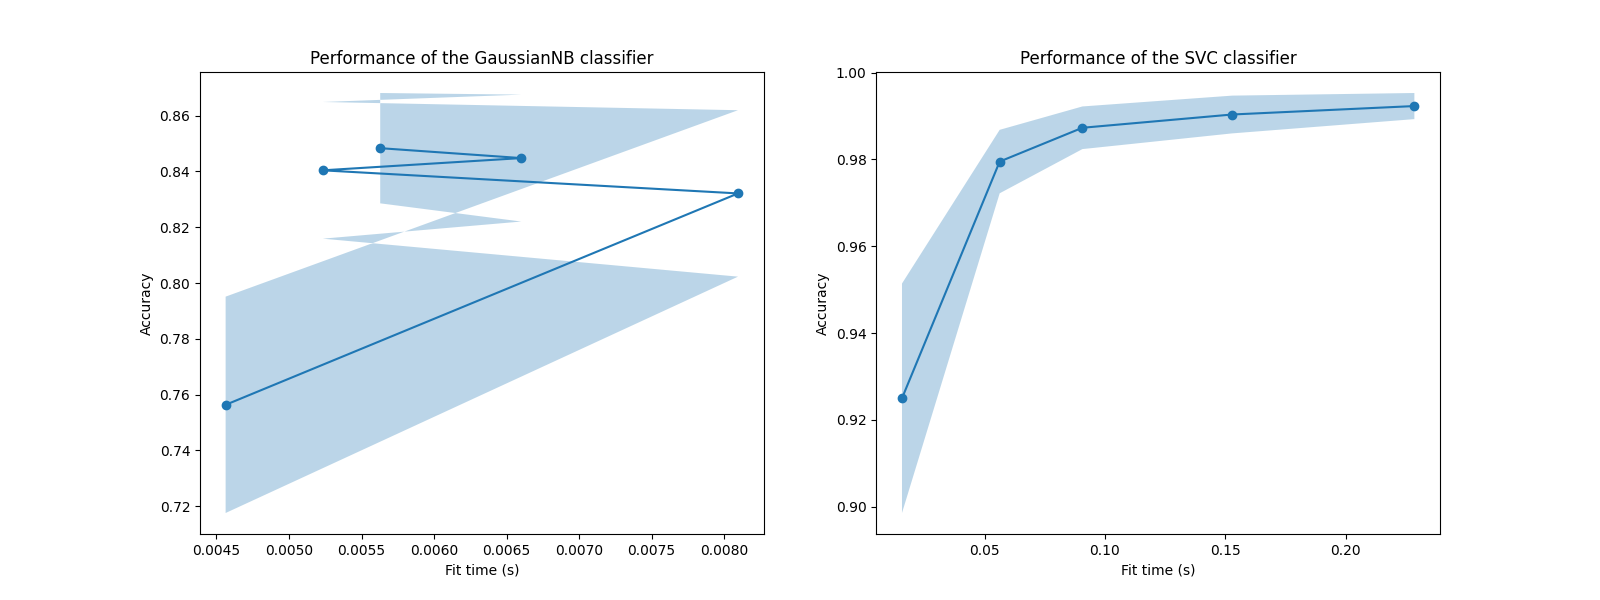 Performance of the GaussianNB classifier
Accuracy
0.86
0.84
0.82
0.80
0.78
0.76
0.74
0.72
0.0045 0.0050 0.0055 0.0060 0.0065 0.0070 0.0075 0.0080
Fit time (s)
Performance of the SVC classifier
Accuracy
1.00
0.98
0.96
0.94
0.92
0.90
0.05 0.10 0.15 0.20
Fit time (s)